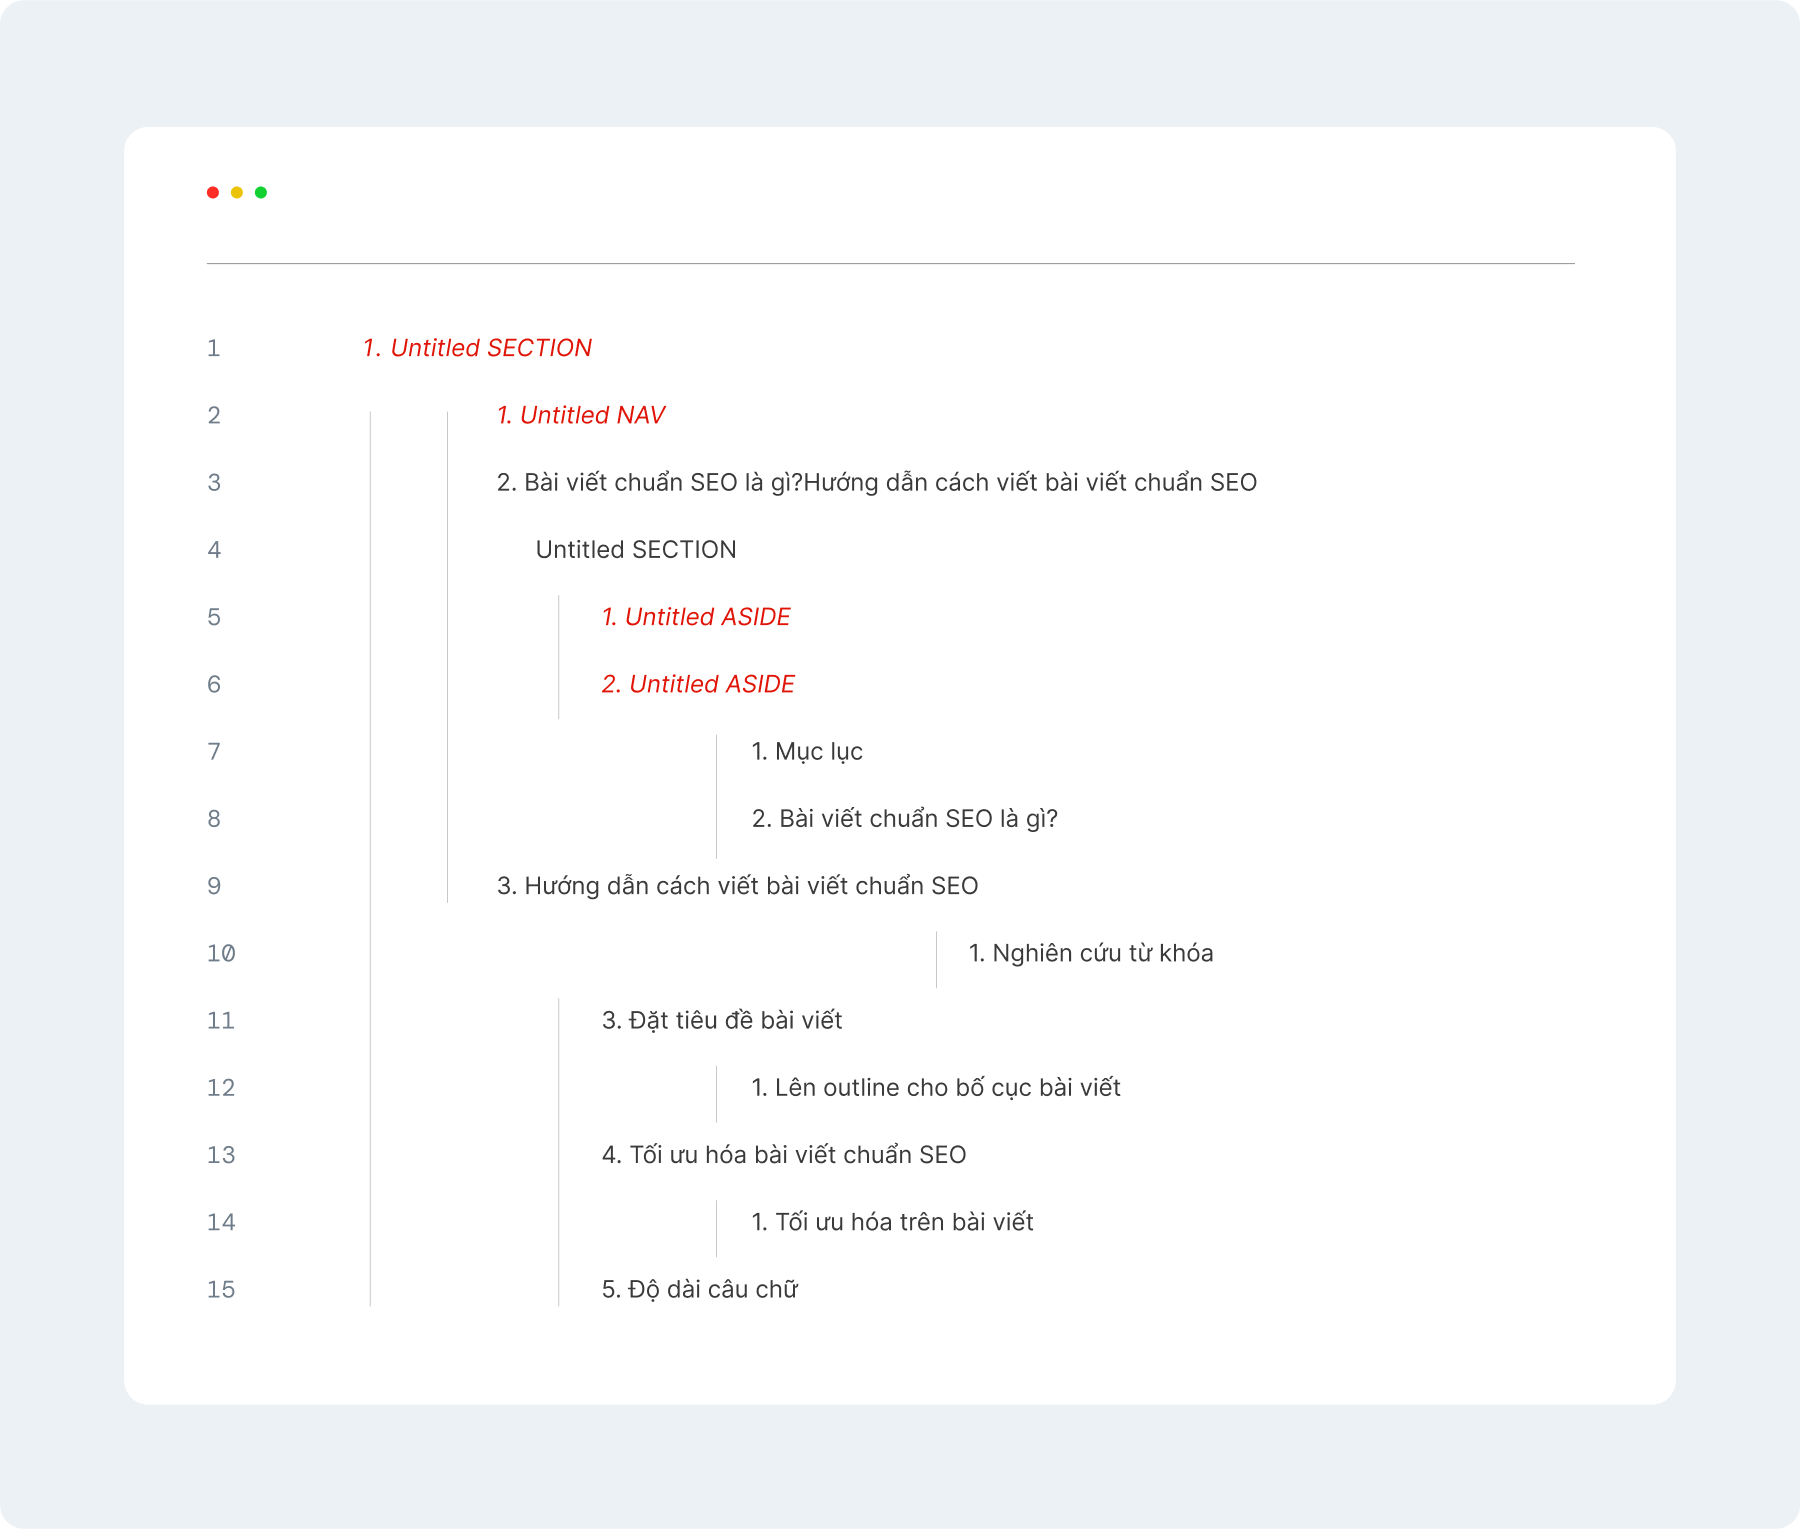 1 1. Untitled SECTION
2 1. Untitled NAV
3 2. Bài viết chuẩn SEO là gì?Hướng dẫn cách viết bài viết chuẩn SEO
4 Untitled SECTION
5 1. Untitled ASIDE
6 2. Untitled ASIDE
7 1. Mục lục
8 2. Bài viết chuẩn SEO là gì?
9 3. Hướng dẫn cách viết bài viết chuẩn SEO
10 1. Nghiên cứu từ khóa
11 3. Đặt tiêu đề bài viết
12 1. Lên outline cho bố cục bài viết
13 4. Tối ưu hóa bài viết chuẩn SEO
14 1. Tối ưu hóa trên bài viết
15 5. Độ dài câu chữ